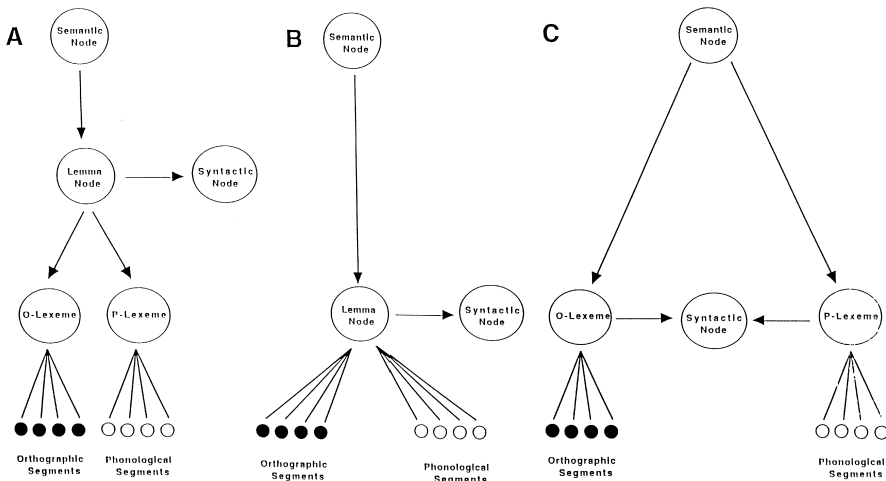 A
Semantic
Node
Lemma
Node
Syntactic
Node
O-Lexeme
P-Lexeme
Orthographic
Segments
Phonological
Segments
B
Semantic
Node
Lemma
Node
Syntactic
Node
Orthographic
Segments
Phonological
Segments
C
Semantic
Node
O-Lexeme
Syntactic
Node
P-Lexeme
Orthographic
Segments
Phonological
Segments